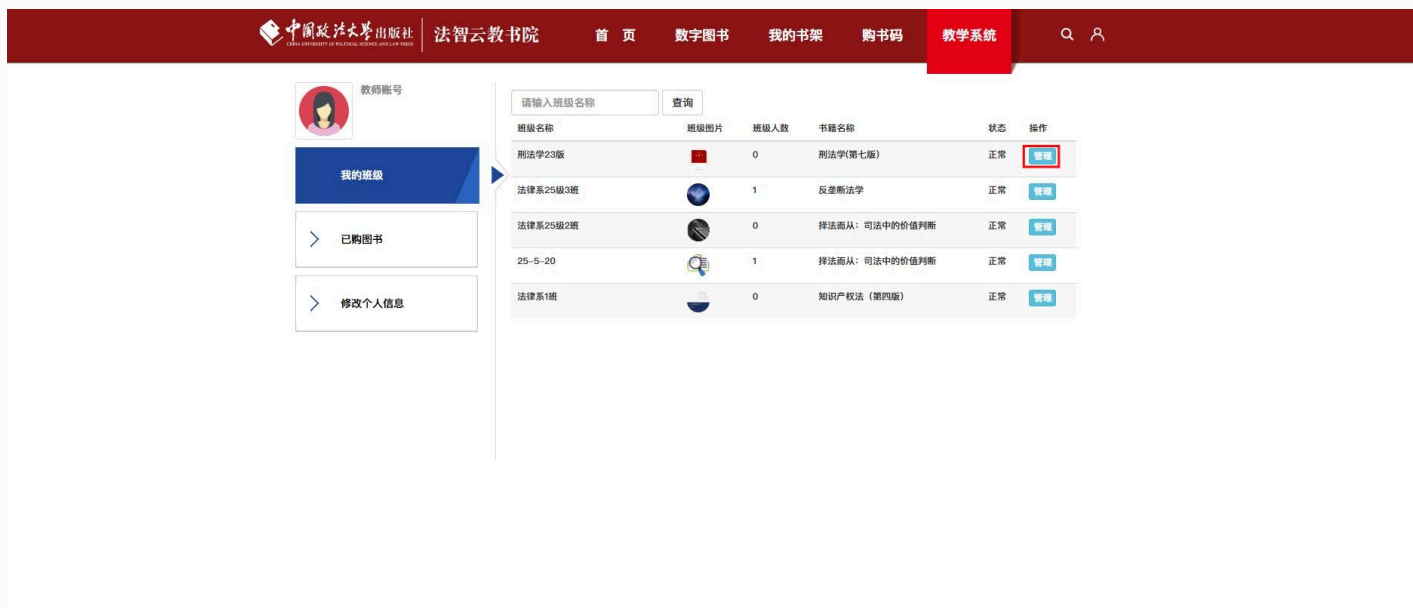 中国政法大学出版社 法智云教书院 首 页 数字图书 我的书架 购书码 教学系统
CHINA UNIVERSITY OF POLITICAL SCIENCE AND LAW PRESS
教师账号
我的班级
已购图书
修改个人信息
请输入班级名称 查询
班级名称 班级图片 班级人数 书籍名称 状态 操作
刑法学23版 0 刑法学(第七版) 正常 管理
法律系25级3班 1 反垄断法学 正常 管理
法律系25级2班 0 择法而从：司法中的价值判断 正常 管理
25-5-20 1 择法而从：司法中的价值判断 正常 管理
法律系1班 0 知识产权法（第四版） 正常 管理